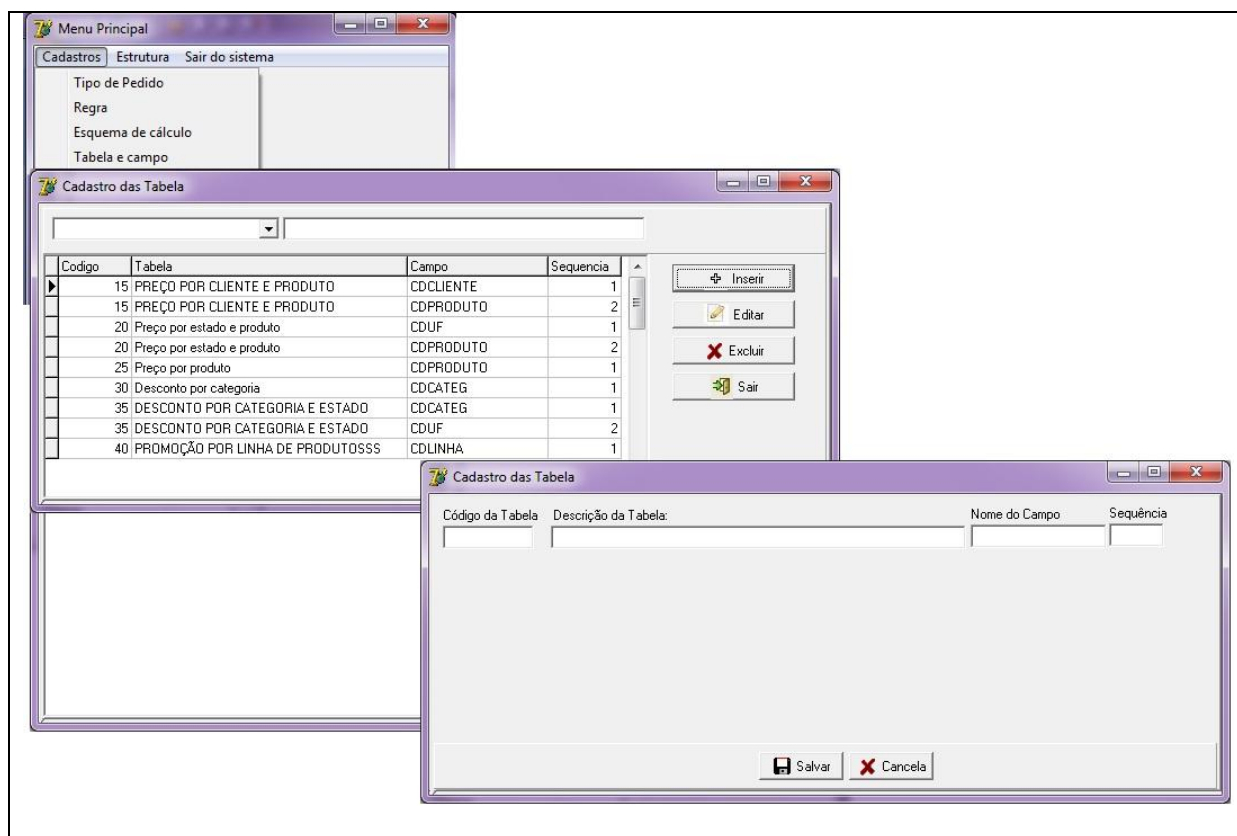 Menu Principal
Cadastros Estrutura Sair do sistema
Tipo de Pedido
Regra
Esquema de cálculo
Tabela e campo
Cadastro das Tabela
Codigo Tabela Campo Sequencia
15 PREÇO POR CLIENTE E PRODUTO CDCLIENTE 1
15 PREÇO POR CLIENTE E PRODUTO CDPRODUTO 2
20 Preço por estado e produto CDUF 1
20 Preço por estado e produto CDPRODUTO 2
25 Preço por produto CDPRODUTO 1
30 Desconto por categoria CDCATEG 1
35 DESCONTO POR CATEGORIA E ESTADO CDCATEG 1
35 DESCONTO POR CATEGORIA E ESTADO CDUF 2
40 PROMOÇÃO POR LINHA DE PRODUTOSSS CDLINHA 1
Inserir
Editar
Excluir
Sair
Cadastro das Tabela
Código da Tabela Descrição da Tabela: Nome do Campo Sequência
Salvar Cancela